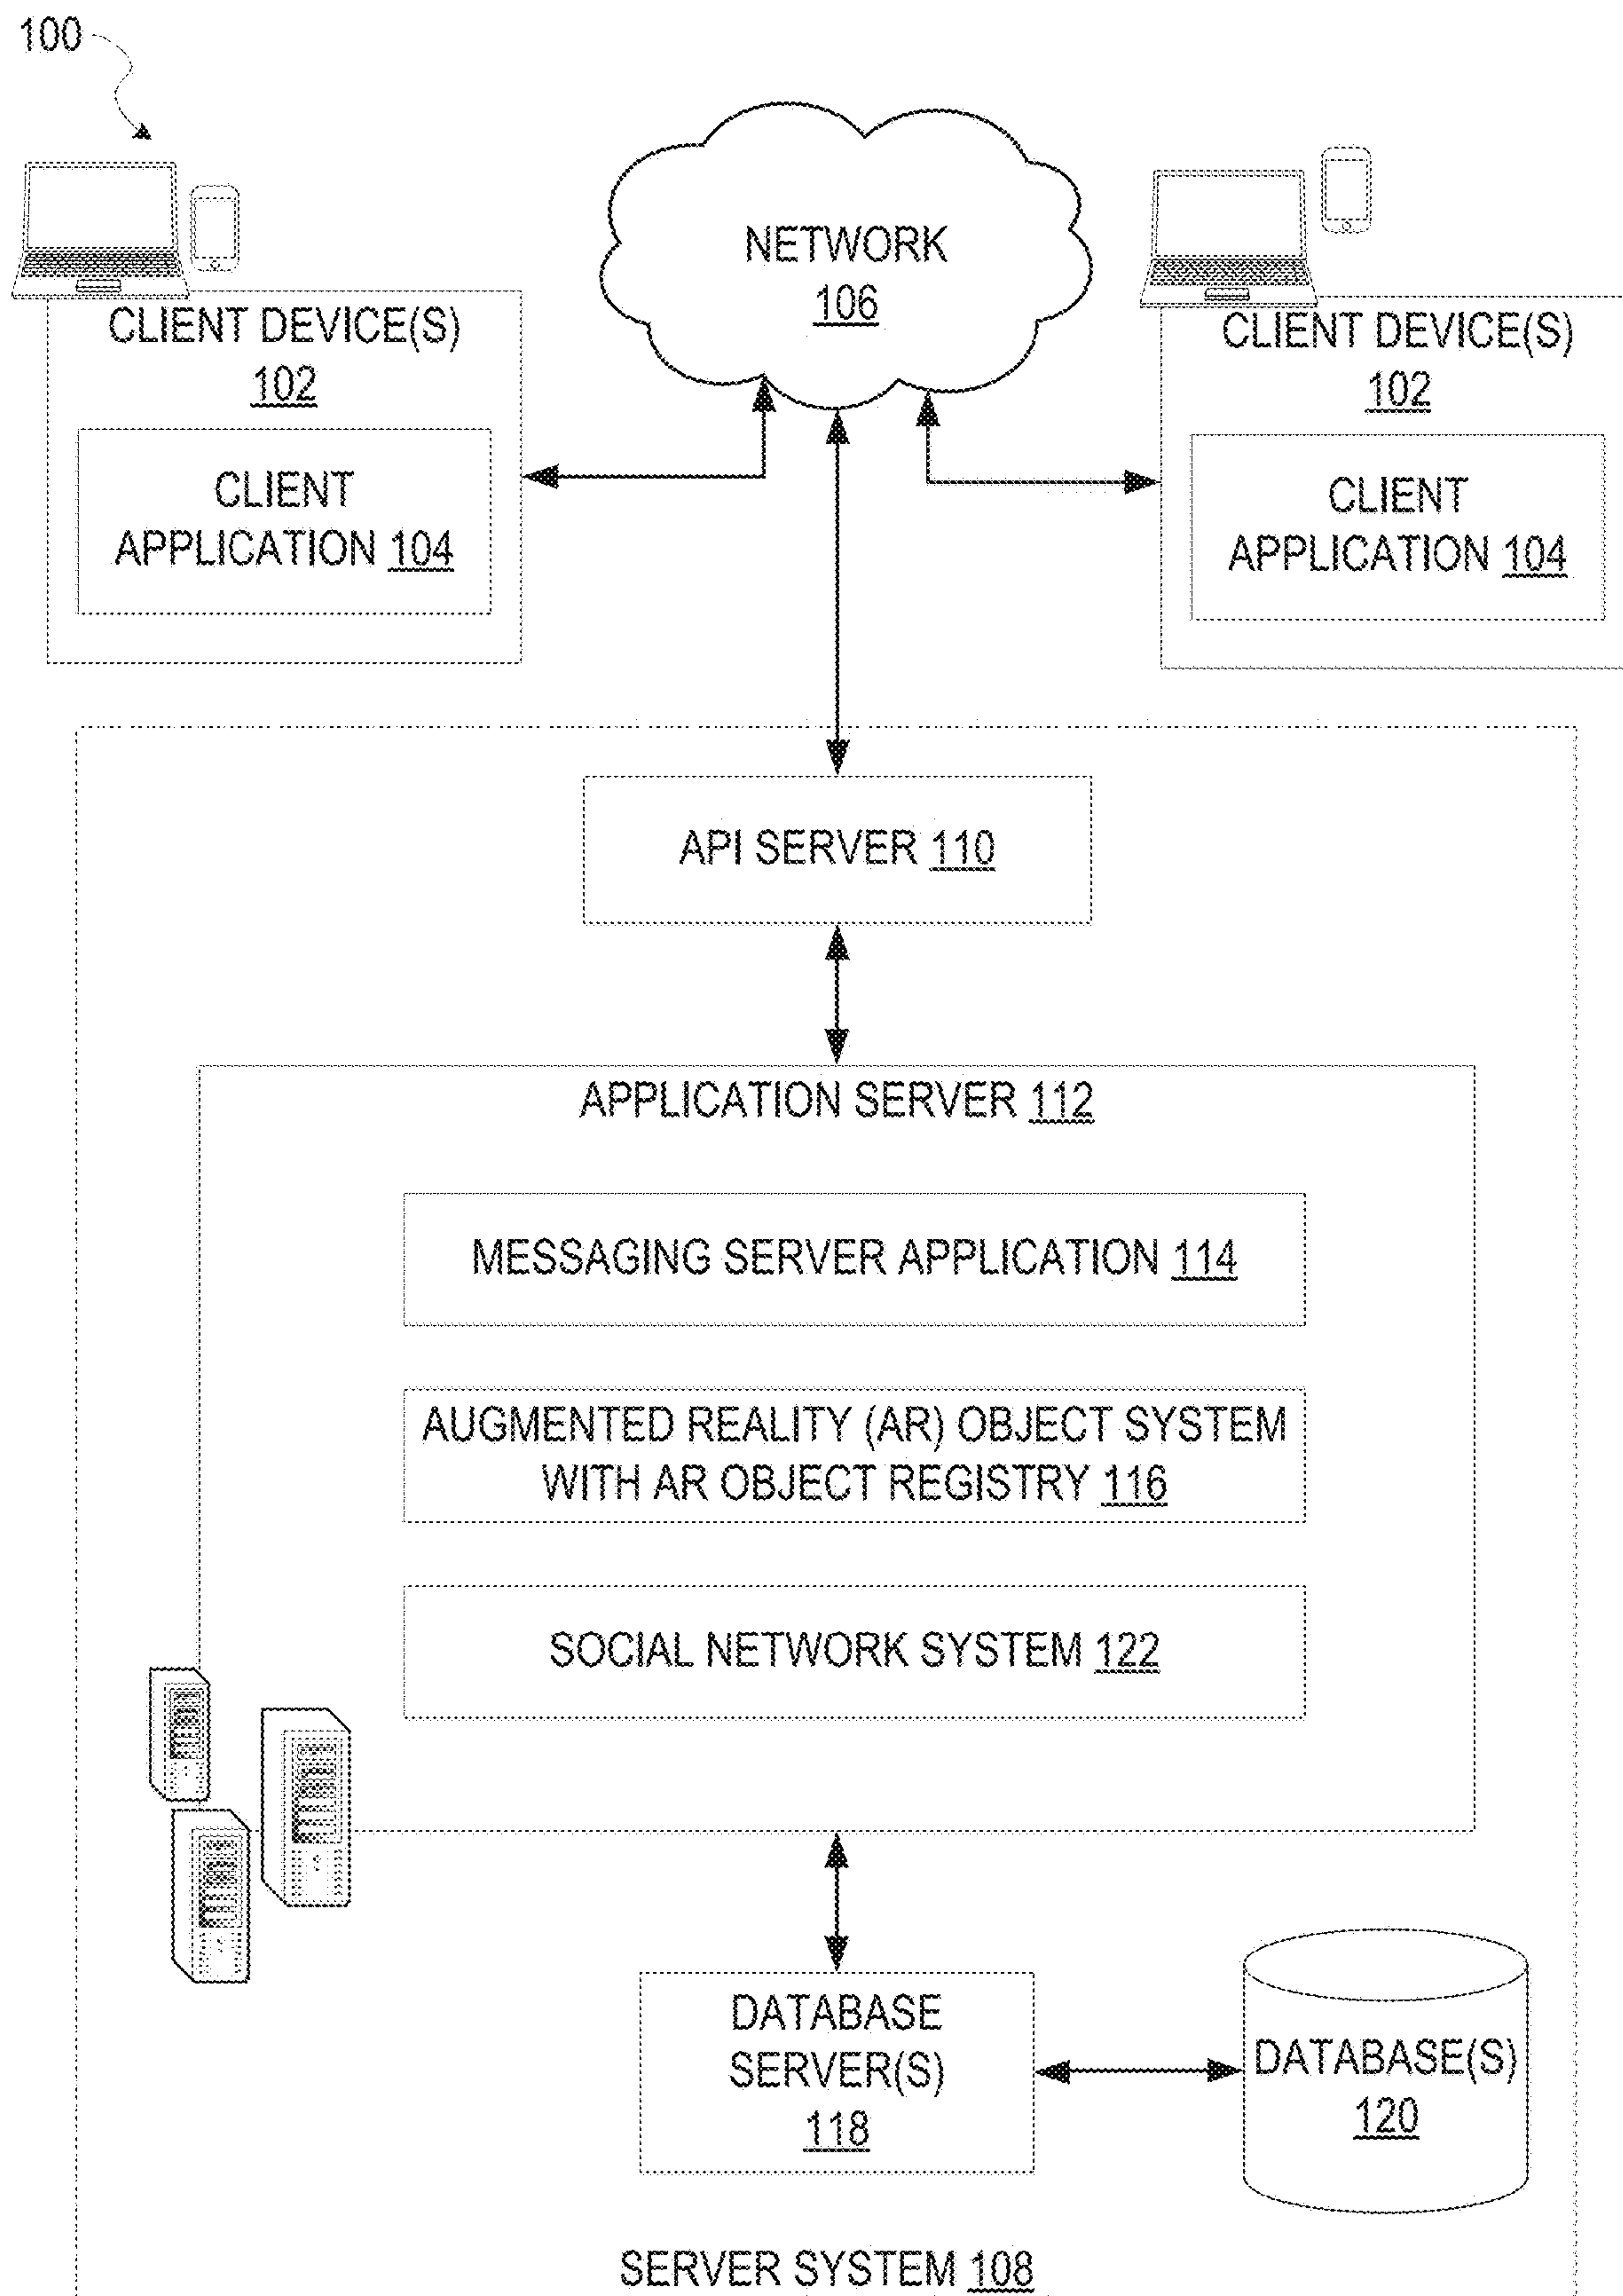 100
NETWORK
106
CLIENT DEVICE(S)
102
CLIENT
APPLICATION 104
CLIENT DEVICE(S)
102
CLIENT
APPLICATION 104
API SERVER 110
APPLICATION SERVER 112
MESSAGING SERVER APPLICATION 114
AUGMENTED REALITY (AR) OBJECT SYSTEM
WITH AR OBJECT REGISTRY 116
SOCIAL NETWORK SYSTEM 122
DATABASE
SERVER(S)
118
DATABASE(S)
120
SERVER SYSTEM 108